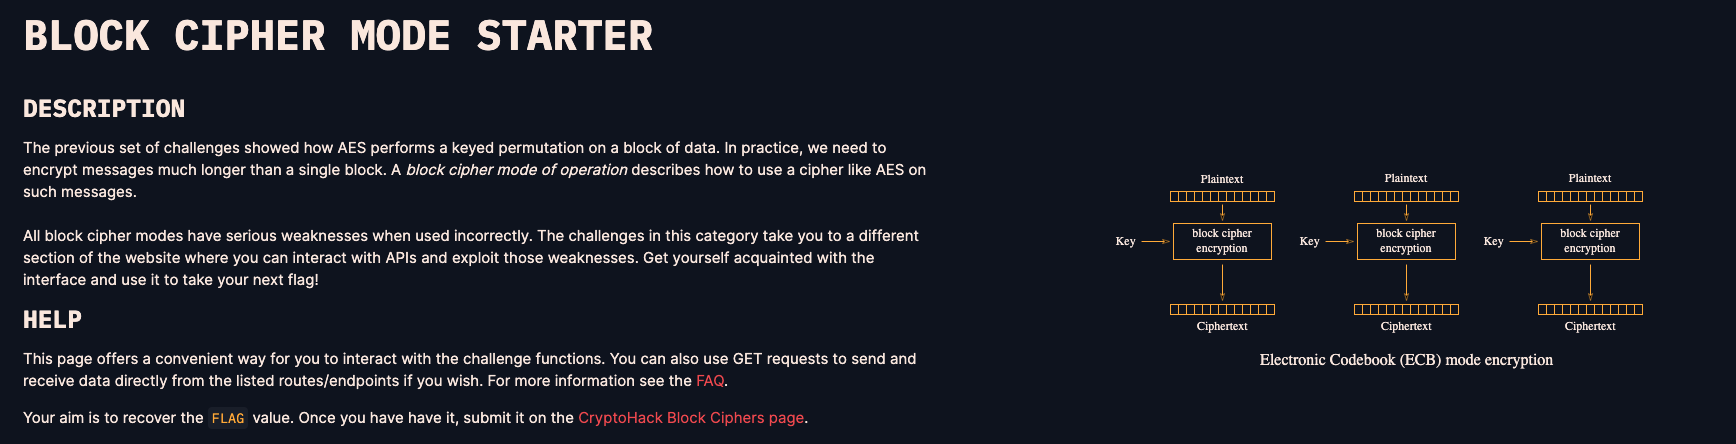 BLOCK CIPHER MODE STARTER
DESCRIPTION
The previous set of challenges showed how AES performs a keyed permutation on a block of data. In practice, we need to
encrypt messages much longer than a single block. A block cipher mode of operation describes how to use a cipher like AES on
such messages.
All block cipher modes have serious weaknesses when used incorrectly. The challenges in this category take you to a different
section of the website where you can interact with APIs and exploit those weaknesses. Get yourself acquainted with the
interface and use it to take your next flag!
HELP
This page offers a convenient way for you to interact with the challenge functions. You can also use GET requests to send and
receive data directly from the listed routes/endpoints if you wish. For more information see the FAQ.
Your aim is to recover the FLAG value. Once you have have it, submit it on the CryptoHack Block Ciphers page.
Plaintext Plaintext Plaintext
Key block cipher Key block cipher Key block cipher
encryption encryption encryption
Ciphertext Ciphertext Ciphertext
Electronic Codebook (ECB) mode encryption